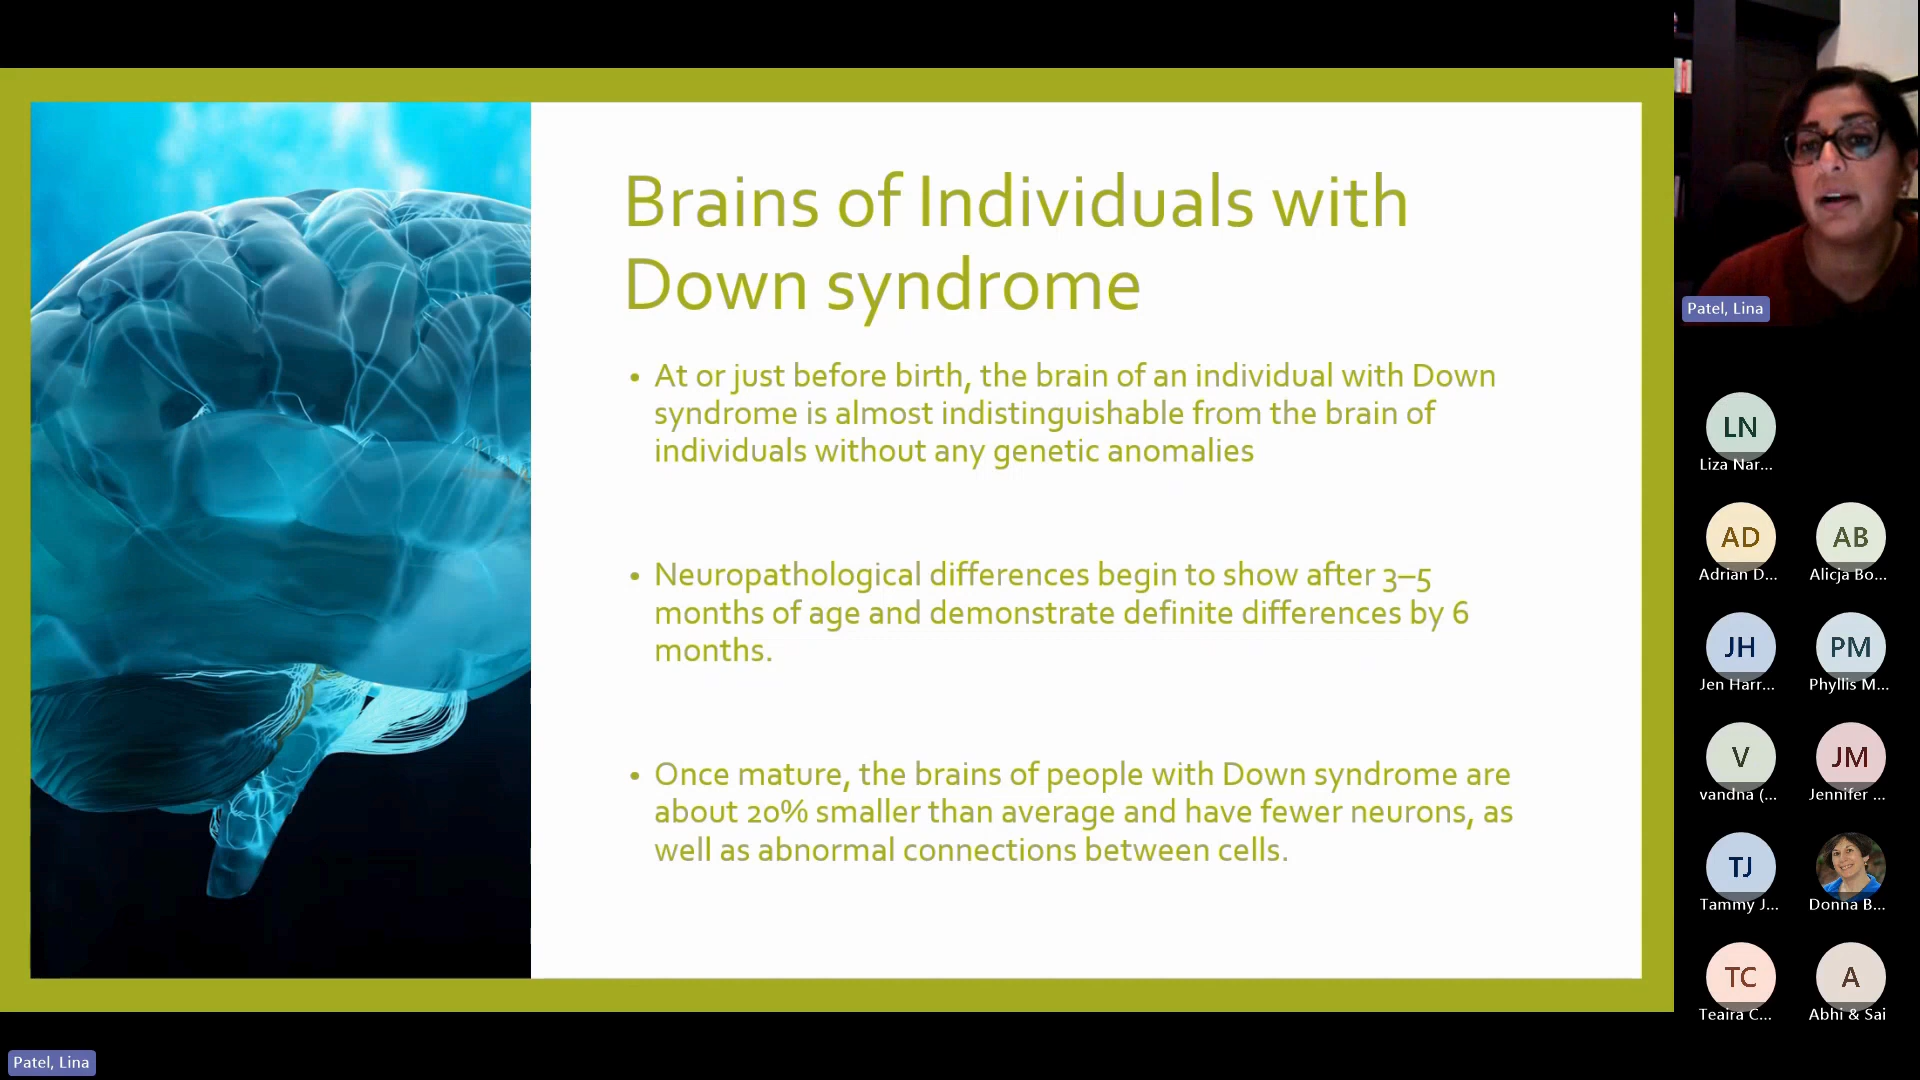 Brains of Individuals with
Down syndrome
• At or just before birth, the brain of an individual with Down
syndrome is almost indistinguishable from the brain of
individuals without any genetic anomalies
• Neuropathological differences begin to show after 3–5
months of age and demonstrate definite differences by 6
months.
• Once mature, the brains of people with Down syndrome are
about 20% smaller than average and have fewer neurons, as
well as abnormal connections between cells.
Patel, Lina
LN
Liza Nar...
AD
Adrian D...
AB
Alicja Bo...
JH
Jen Harr...
PM
Phyllis M...
V
vandna (...
JM
Jennifer ...
TJ
Tammy J...
Donna B...
TC
Teaira C...
A
Abhi & Sai
Patel, Lina